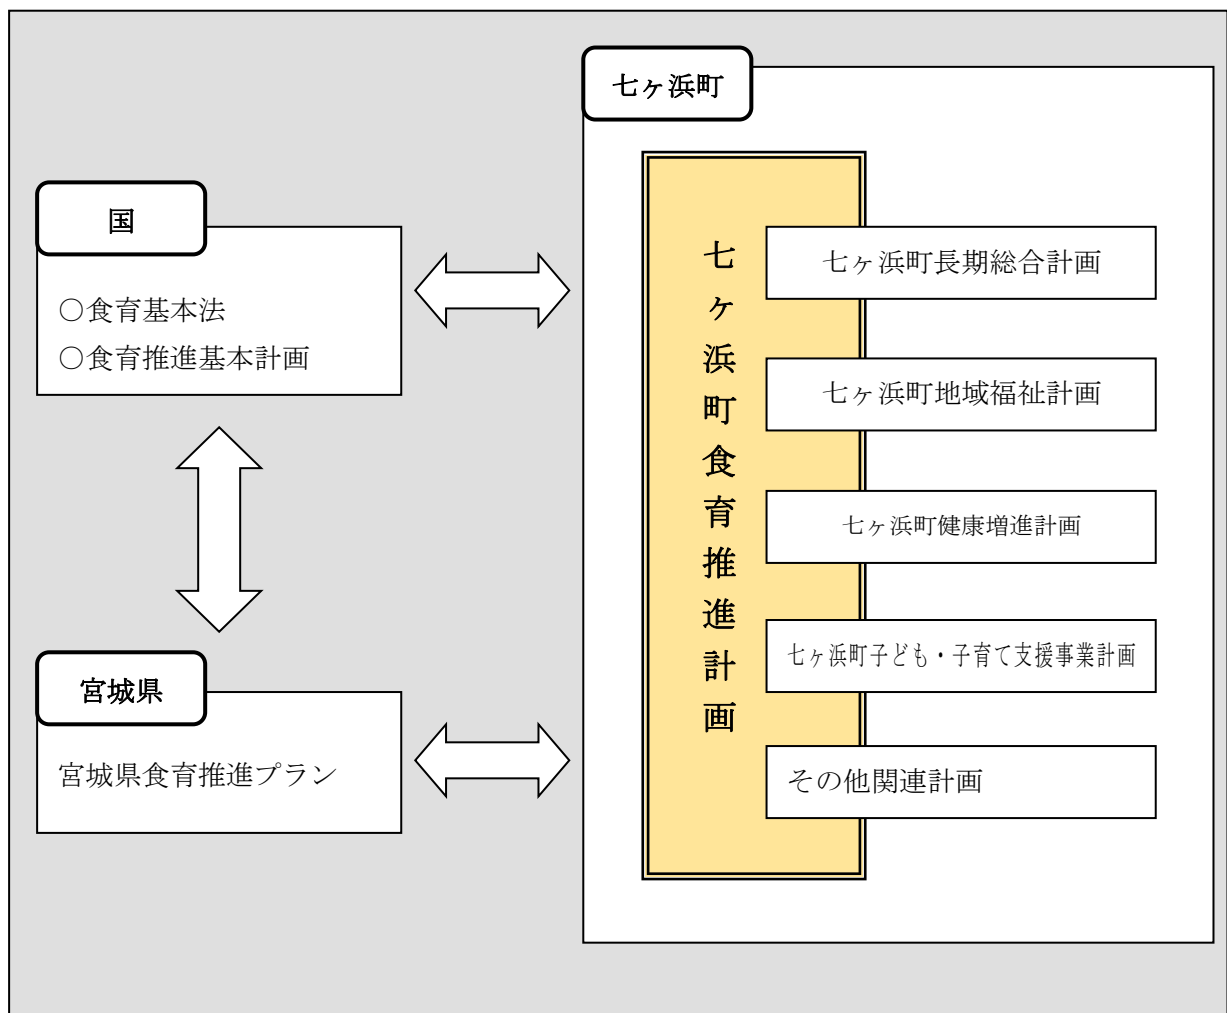 国
○食育基本法
○食育推進基本計画
宮城県
宮城県食育推進プラン
七ヶ浜町
七ヶ浜町食育推進計画
七ヶ浜町長期総合計画
七ヶ浜町地域福祉計画
七ヶ浜町健康増進計画
七ヶ浜町子ども・子育て支援事業計画
その他関連計画